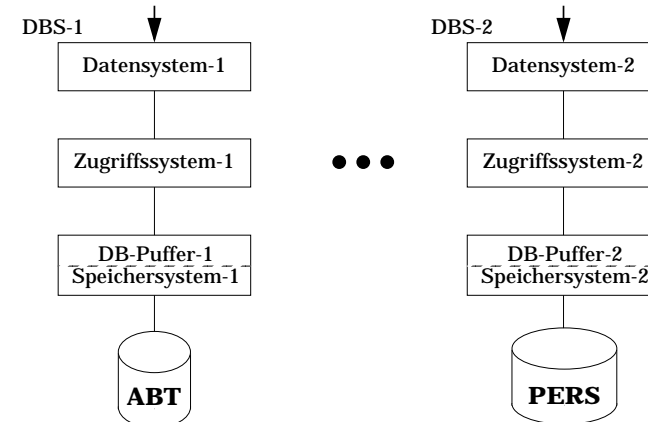 DBS-1
DBS-2
Datensystem-1
Datensystem-2
Zugriffssystem-1
Zugriffssystem-2
DB-Puffer-1
Speichersystem-1
DB-Puffer-2
Speichersystem-2
ABT
PERS